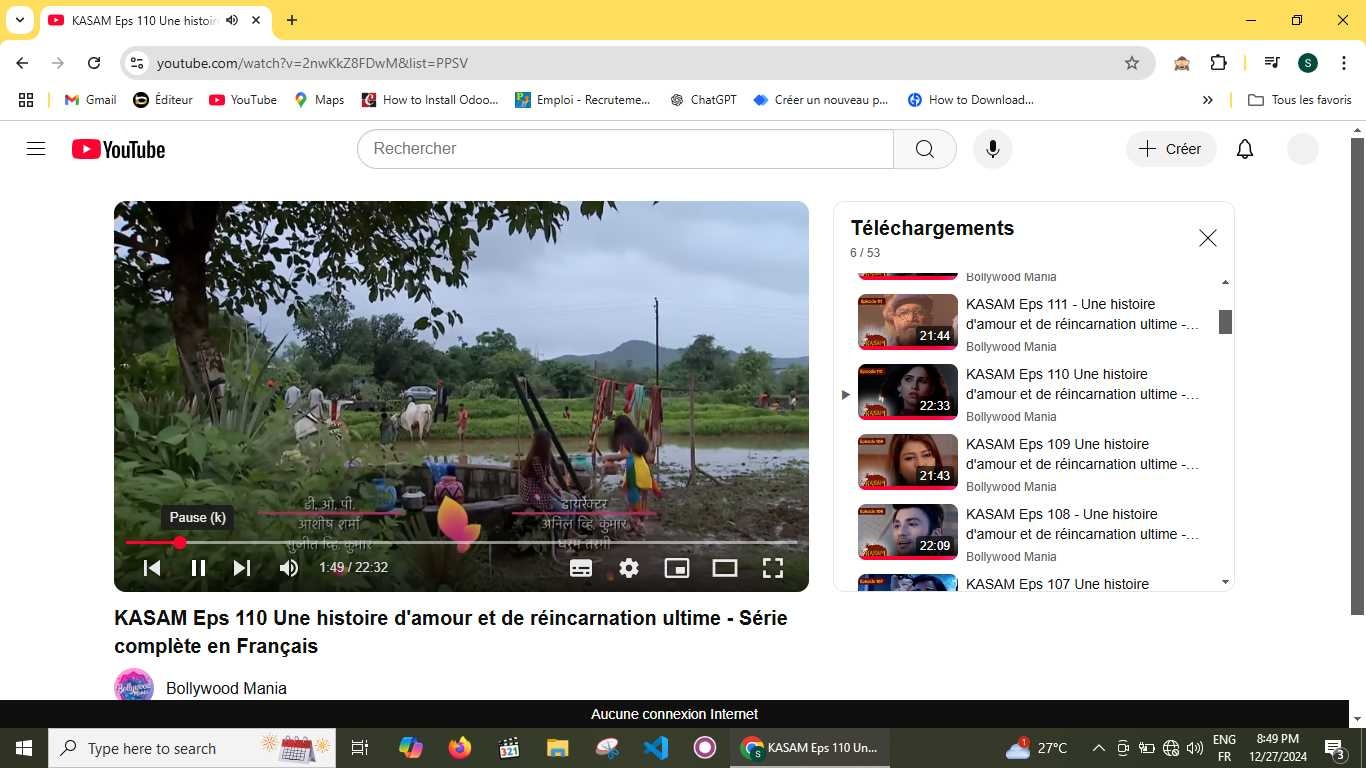 KASAM Eps 110 Une histoir
youtube.com/watch?v=2nwKkZ8FDwM&list=PPSV
S
Gmail
Éditeur
YouTube
Maps
How to Install Odoo...
Emploi - Recruteme...
ChatGPT
Créer un nouveau p...
How to Download...
Tous les favoris
YouTube
Rechercher
Créer
Téléchargements
6 / 53
Bollywood Mania
KASAM Eps 111 - Une histoire
d'amour et de réincarnation ultime -...
21:44
Bollywood Mania
KASAM Eps 110 Une histoire
d'amour et de réincarnation ultime -...
22:33
Bollywood Mania
KASAM Eps 109 Une histoire
d'amour et de réincarnation ultime -...
21:43
Bollywood Mania
KASAM Eps 108 - Une histoire
d'amour et de réincarnation ultime -...
22:09
Bollywood Mania
KASAM Eps 107 Une histoire
डी. ओ. पी.
आशीष शर्मा
सुजीत व्हि. कुमार
डायरेक्टर
अनिल व्हि. कुमार
Pause (k)
1:49 / 22:32
KASAM Eps 110 Une histoire d'amour et de réincarnation ultime - Série
complète en Français
Bollywood Mania
Aucune connexion Internet
Type here to search
KASAM Eps 110 Un...
1
27°C
ENG
FR
8:49 PM
12/27/2024
3